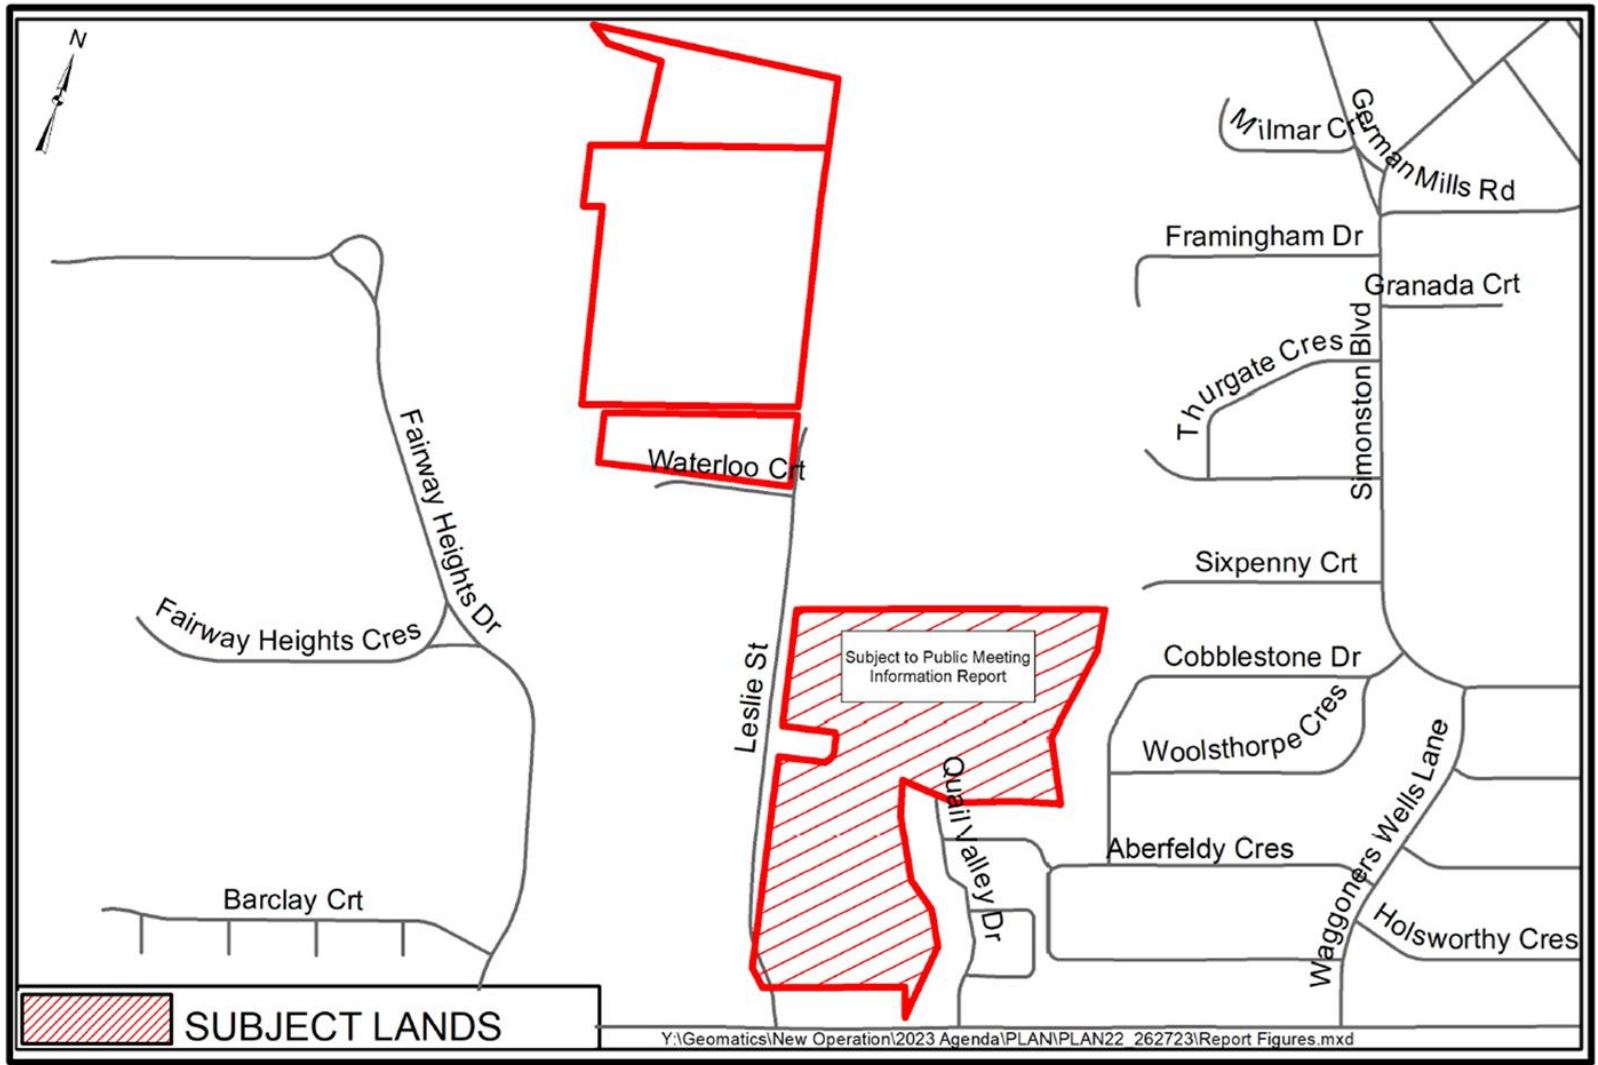 N
Milmar Crt
German Mills Rd
Framingham Dr
Granada Crt
Thurgate Cres
Simonston Blvd
Fairway Heights Dr
Waterloo Crt
Sixpenny Crt
Fairway Heights Cres
Leslie St
Subject to Public Meeting
Information Report
Cobblestone Dr
Woolsthorpe Cres
Quail Valley Dr
Waggoners Wells Lane
Aberfeldy Cres
Barclay Crt
Holsworthy Cres
SUBJECT LANDS
Y:\Geomatics\New Operation\2023 Agenda\PLAN\PLAN22_262723\Report Figures.mxd